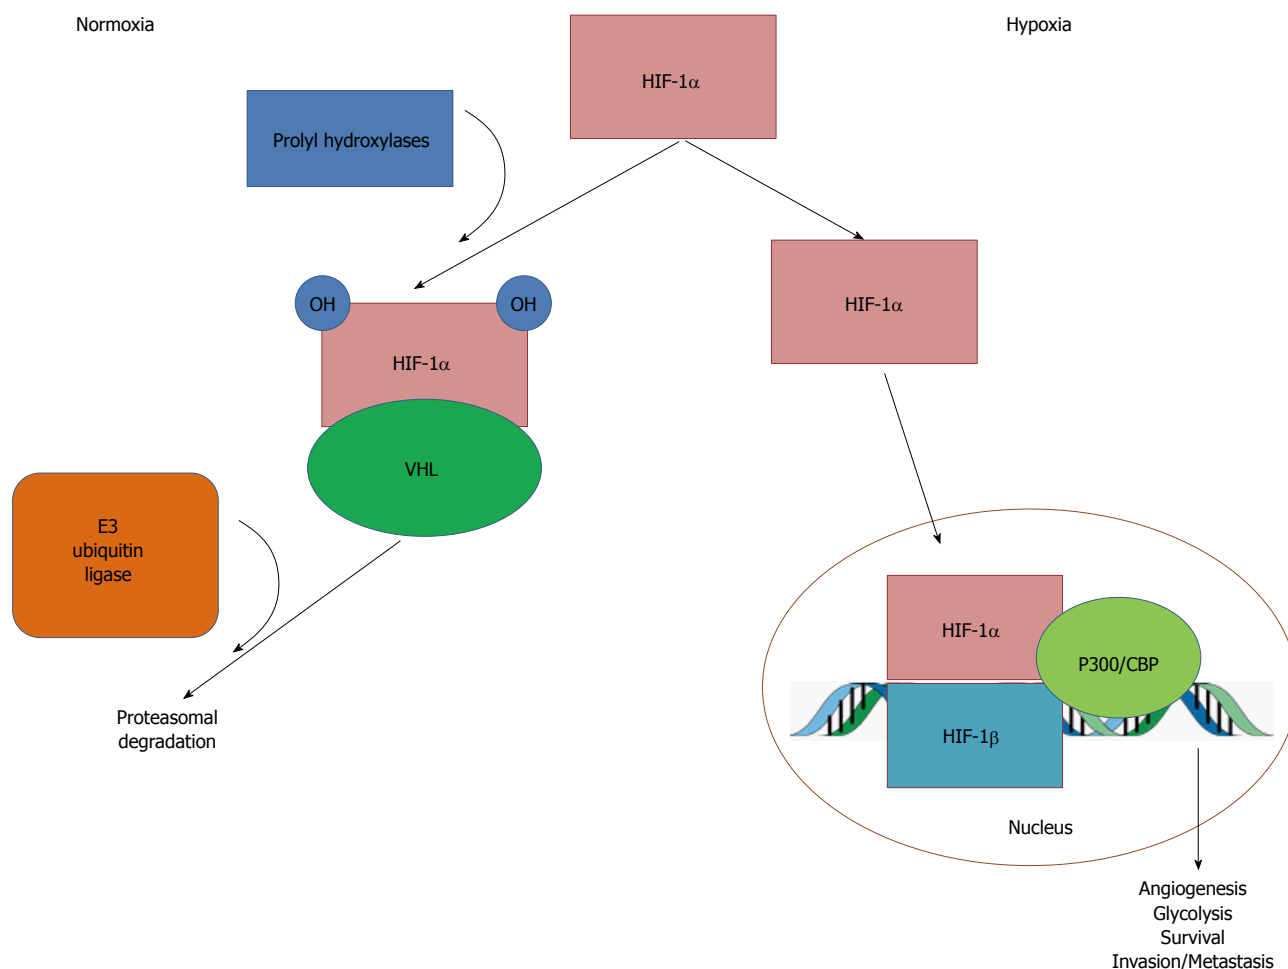 Normoxia
Hypoxia
HIF-1α
Prolyl hydroxylases
OH
OH
HIF-1α
HIF-1α
VHL
E3
ubiquitin
ligase
Proteasomal
degradation
HIF-1α
P300/CBP
HIF-1β
Nucleus
Angiogenesis
Glycolysis
Survival
Invasion/Metastasis